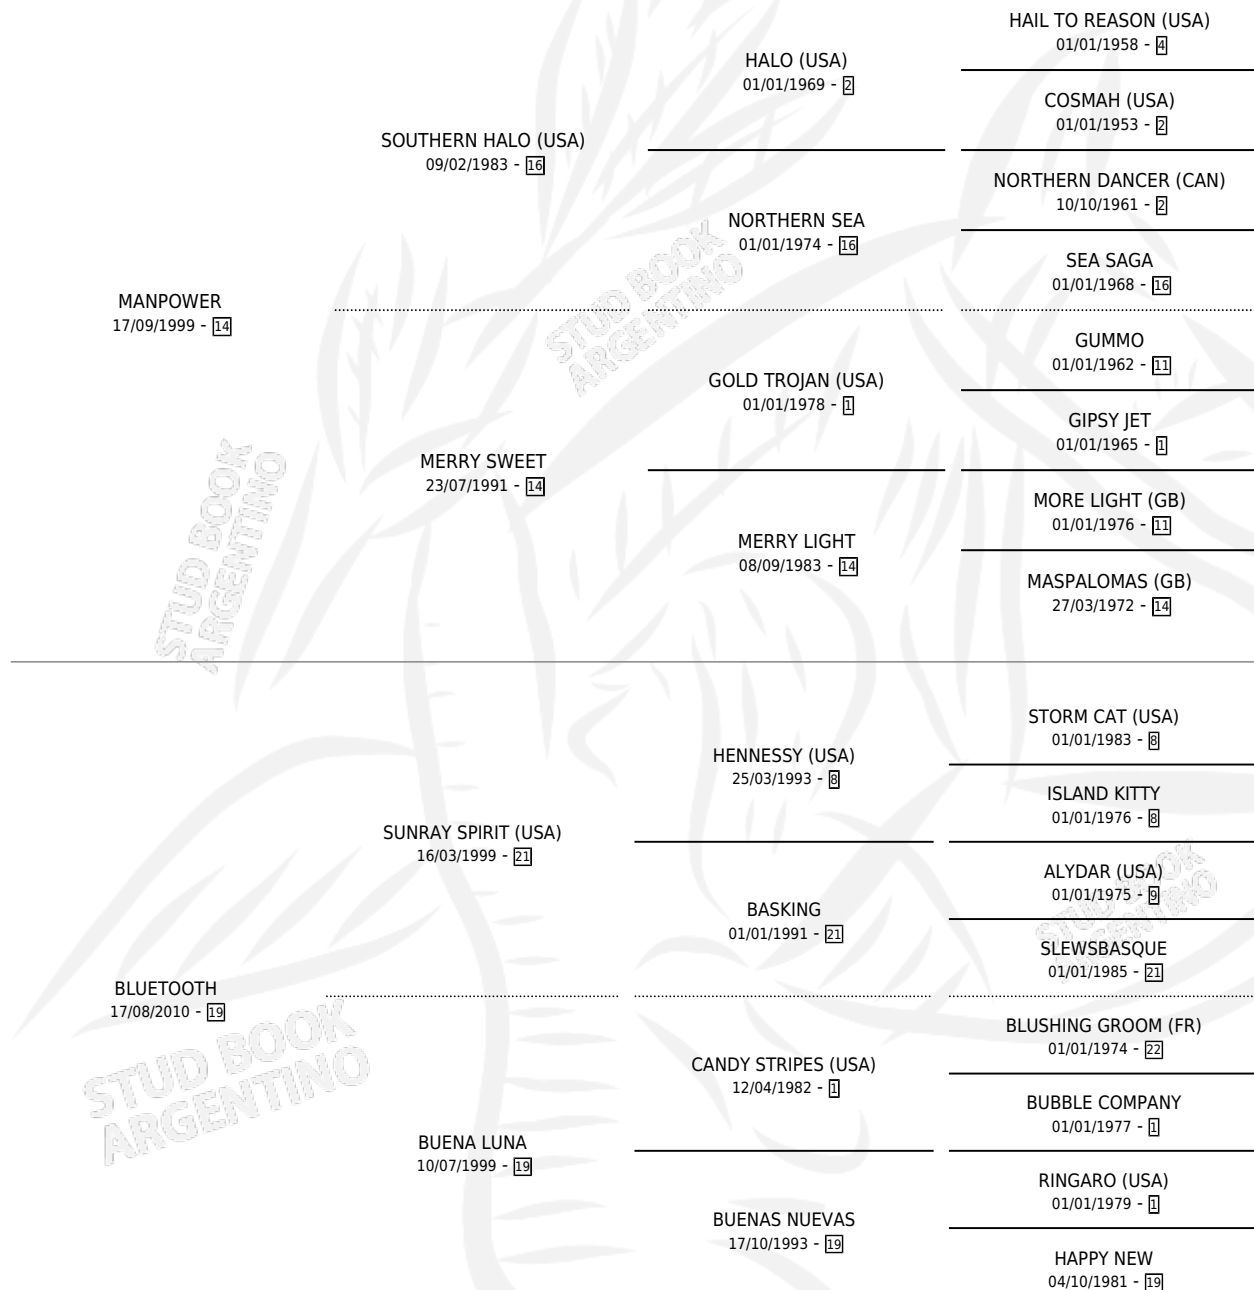 HAIL TO REASON (USA)
01/01/1958 - 4
HALO (USA)
01/01/1969 - 2
COSMAH (USA)
01/01/1953 - 2
SOUTHERN HALO (USA)
09/02/1983 - 16
NORTHERN DANCER (CAN)
10/10/1961 - 2
NORTHERN SEA
01/01/1974 - 16
SEA SAGA
01/01/1968 - 16
MANPOWER
17/09/1999 - 14
GUMMO
01/01/1962 - 11
GOLD TROJAN (USA)
01/01/1978 - 1
GIPSY JET
01/01/1965 - 1
MERRY SWEET
23/07/1991 - 14
MORE LIGHT (GB)
01/01/1976 - 11
MERRY LIGHT
08/09/1983 - 14
MASPALOMAS (GB)
27/03/1972 - 14
STORM CAT (USA)
01/01/1983 - 8
HENNESSY (USA)
25/03/1993 - 8
ISLAND KITTY
01/01/1976 - 8
SUNRAY SPIRIT (USA)
16/03/1999 - 21
ALYDAR (USA)
01/01/1975 - 9
BASKING
01/01/1991 - 21
SLEWSBASQUE
01/01/1985 - 21
BLUETOOTH
17/08/2010 - 19
BLUSHING GROOM (FR)
01/01/1974 - 22
CANDY STRIPES (USA)
12/04/1982 - 1
BUBBLE COMPANY
01/01/1977 - 1
BUENA LUNA
10/07/1999 - 19
RINGARO (USA)
01/01/1979 - 1
BUENAS NUEVAS
17/10/1993 - 19
HAPPY NEW
04/10/1981 - 19
STUD BOOK
ARGENTINO
STUD BOOK
ARGENTINO
STUD BOOK
ARGENTINO
STUD BOOK
ARGENTINO